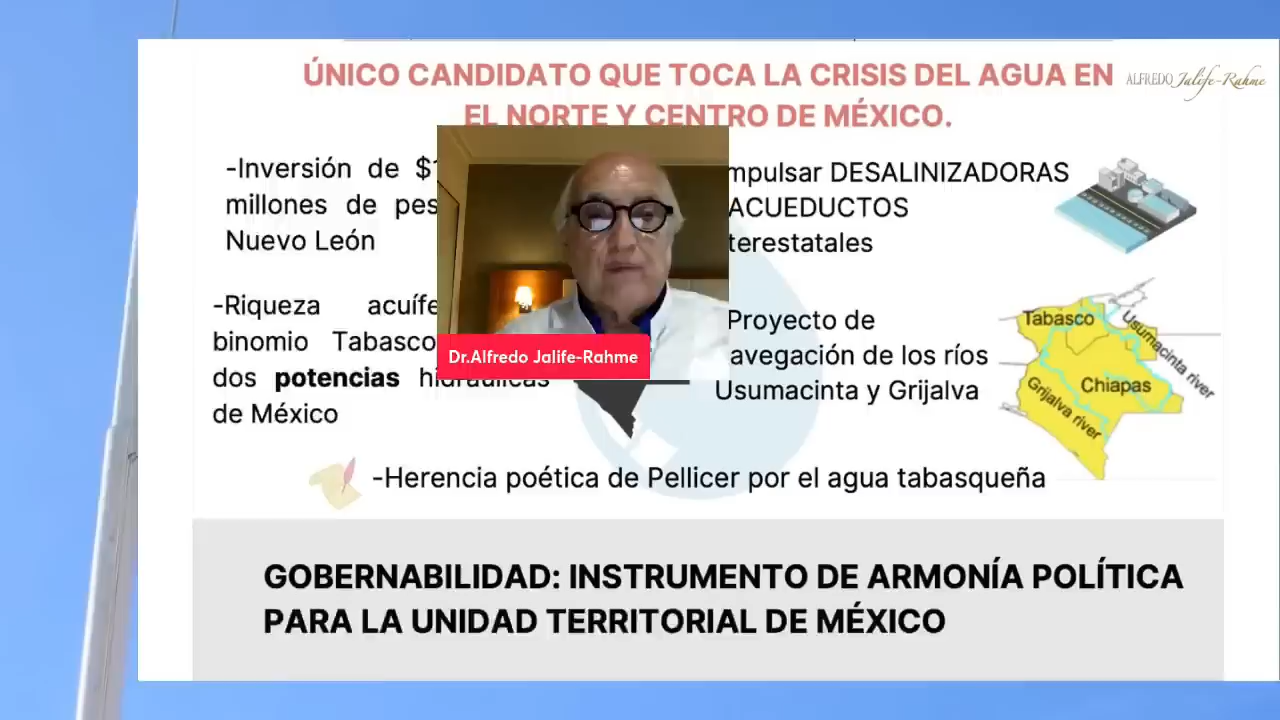 ÚNICO CANDIDATO QUE TOCA LA CRISIS DEL AGUA EN
EL NORTE Y CENTRO DE MÉXICO.
ALFREDO Jalife-Rahme
-Inversión de
millones de
Nuevo León
-Riqueza
binomio Tabasco
dos potencias hidráulicas
de México
DESALINIZADORAS
ACUEDUCTOS
Proyecto de
los ríos
Usumacinta y Grijalva
Tabasco
Usumacinta river
Chiapas
Grijalva river
Dr.Alfredo Jalife-Rahme
-Herencia poética de Pellicer por el agua tabasqueña
GOBERNABILIDAD: INSTRUMENTO DE ARMONÍA POLÍTICA
PARA LA UNIDAD TERRITORIAL DE MÉXICO